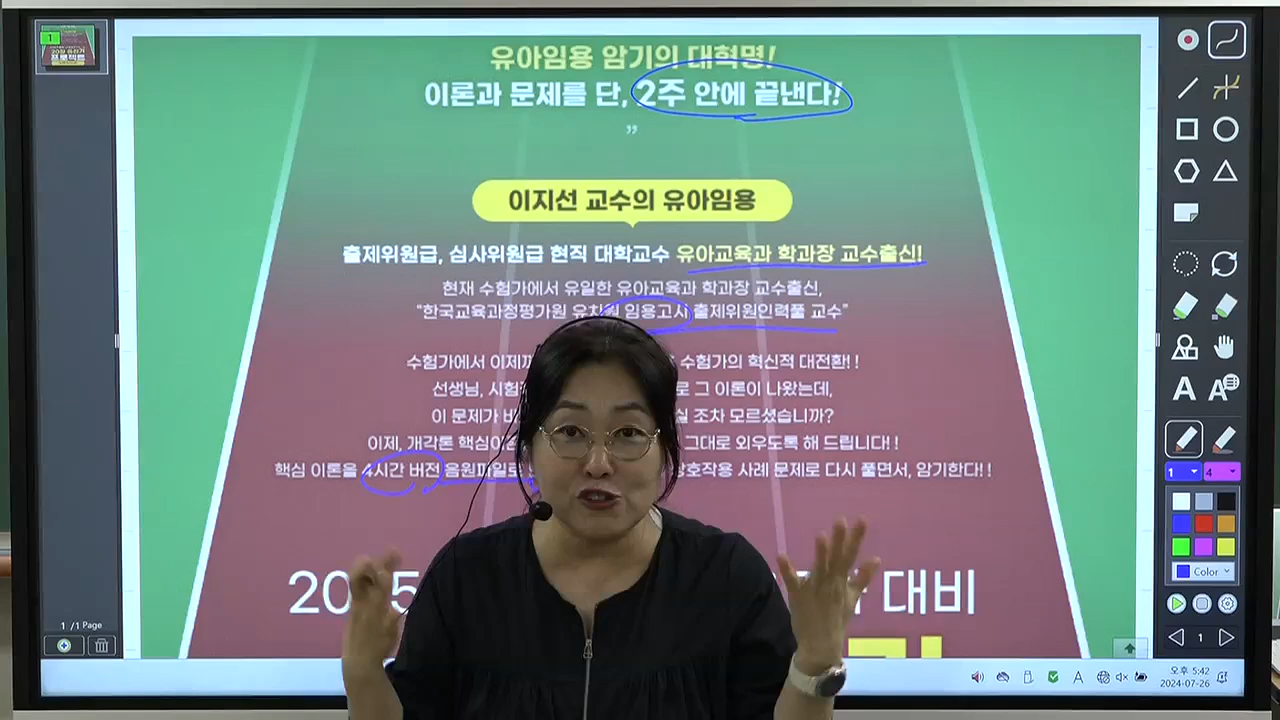 유아임용 암기의 대혁명!
이론과 문제를 단, 2주 안에 끝낸다!
”
이지선 교수의 유아임용
출제위원급, 심사위원급 현직 대학교수 유아교육과 학과장 교수출신!
현재 수험가에서 유일한 유아교육과 학과장 교수출신,
“한국교육과정평가원 유치원 임용고사 출제위원인력풀 교수”
수험가에서 수험가의 혁신적 대전환! !
선생님, 그 이론이 나왔는데,
이 문제가 조차 모르셨습니까?
이제, 개각론 그대로 외우도록 해 드립니다! !
핵심 이론을 4시간 버전 음원파일로 사례 문제로 다시 풀면서, 암기한다! !
대비
1
1 /1 Page
A
A
1
4
Color
1
A
오후 5:42
2024-07-26